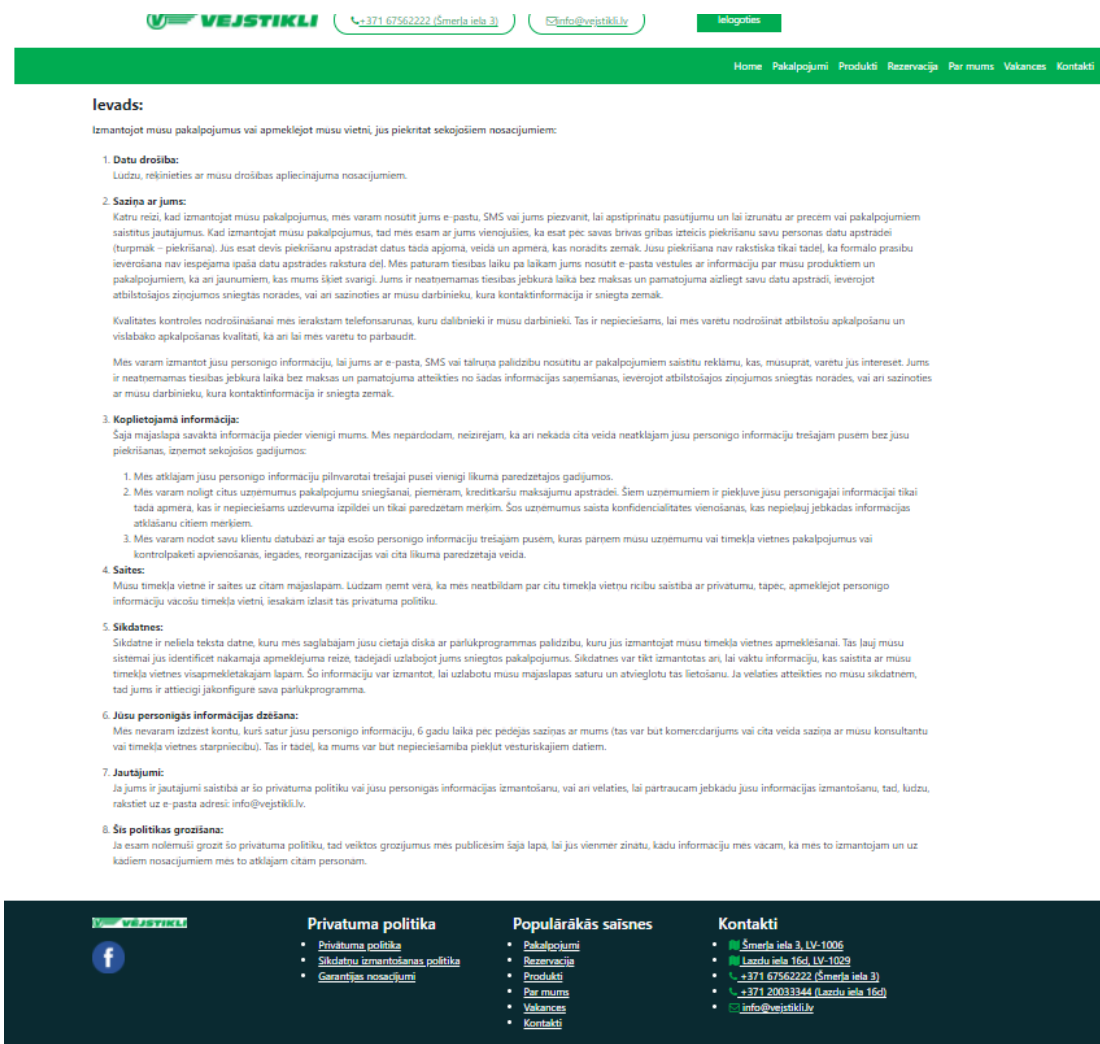 VEJSTIKLI
+371 67562222 (Šmerļa iela 3)
info@vejstikli.lv
Ielogoties
Home Pakalpojumi Produkti Rezervacija Par mums Vakances Kontakti
Ievads:
Izmantojot mūsu pakalpojumus vai apmeklējot mūsu vietni, jūs piekrītat sekojošiem nosacījumiem:
1. Datu drošība:
Lūdzu, rēķinieties ar mūsu drošības apliecinājuma nosacījumiem.
2. Saziņa ar jums:
Katru reizi, kad izmantojat mūsu pakalpojumus, mēs varam nosūtīt jums e-pastu, SMS vai jums piezvanīt, lai apstiprinātu pasūtījumu un lai izrunātu ar precēm vai pakalpojumiem
saistītus jautājumus. Kad izmantojat mūsu pakalpojumus, tad mēs esam ar jums vienojušies, ka esat pēc savas brīvas gribas izteicis piekrišanu savu personas datu apstrādei
(turpmāk – piekrišana). Jūs esat devis piekrišanu apstrādāt datus tādā apjomā, veidā un apmērā, kas norādīts zemāk. Jūsu piekrišana nav rakstiska tikai tādēļ, ka formālo prasību
ievērošana nav iespējama īpašā datu apstrādes rakstura dēļ. Mēs paturam tiesības laiku pa laikam jums nosūtīt e-pasta vēstules ar informāciju par mūsu produktiem un
pakalpojumiem, kā arī jaunumiem, kas mums šķiet svarīgi. Jums ir neatņemamas tiesības jebkurā laikā bez maksas un pamatojuma aizliegt savu datu apstrādi, ievērojot
atbilstošajos ziņojumos sniegtās norādes, vai arī sazinoties ar mūsu darbinieku, kura kontaktinformācija ir sniegta zemāk.
Kvalitātes kontroles nodrošināšanai mēs ierakstām telefonsarunas, kuru dalībnieki ir mūsu darbinieki. Tas ir nepieciešams, lai mēs varētu nodrošināt atbilstošu apkalpošanu un
vislabāko apkalpošanas kvalitāti, kā arī lai mēs varētu to pārbaudīt.
Mēs varam izmantot jūsu personīgo informāciju, lai jums ar e-pasta, SMS vai tālruņa palīdzību nosūtītu ar pakalpojumiem saistītu reklāmu, kas, mūsuprāt, varētu jūs interesēt. Jums
ir neatņemamas tiesības jebkurā laikā bez maksas un pamatojuma atteikties no šādas informācijas saņemšanas, ievērojot atbilstošajos ziņojumos sniegtās norādes, vai arī sazinoties
ar mūsu darbinieku, kura kontaktinformācija ir sniegta zemāk.
3. Koplietojamā informācija:
Šajā mājaslapā savāktā informācija pieder vienīgi mums. Mēs nepārdodam, neizīrējam, kā arī nekādā citā veidā neatklājam jūsu personīgo informāciju trešajām pusēm bez jūsu
piekrišanas, izņemot sekojošos gadījumos:
1. Mēs atklājam jūsu personīgo informāciju pilnvarotai trešajai pusei vienīgi likumā paredzētajos gadījumos.
2. Mēs varam nolīgt citus uzņēmumus pakalpojumu sniegšanai, piemēram, kredītkaršu maksājumu apstrādei. Šiem uzņēmumiem ir piekļuve jūsu personīgajai informācijai tikai
tādā apmērā, kas ir nepieciešams uzdevuma izpildei un tikai paredzētam mērķim. Šos uzņēmumus saista konfidencialitātes vienošanās, kas nepieļauj jebkādas informācijas
atklāšanu citiem mērķiem.
3. Mēs varam nodot savu klientu datubāzi ar tajā esošo personīgo informāciju trešajām pusēm, kuras pārņem mūsu uzņēmumu vai tīmekļa vietnes pakalpojumus vai
kontrolpaketi apvienošanās, iegādes, reorganizācijas vai citā likumā paredzētajā veidā.
4. Saites:
Mūsu tīmekļa vietnē ir saites uz citām mājaslapām. Lūdzam ņemt vērā, ka mēs neatbildam par citu tīmekļa vietņu rīcību saistībā ar privātumu, tāpēc, apmeklējot personīgo
informāciju vācošu tīmekļa vietni, iesakām izlasīt tās privātuma politiku.
5. Sīkdatnes:
Sīkdatne ir neliela teksta datne, kuru mēs saglabājam jūsu cietajā diskā ar pārlūkprogrammas palīdzību, kuru jūs izmantojat mūsu tīmekļa vietnes apmeklēšanai. Tas ļauj mūsu
sistēmai jūs identificēt nākamajā apmeklējuma reizē, tādējādi uzlabojot jums sniegtos pakalpojumus. Sīkdatnes var tikt izmantotas arī, lai vāktu informāciju, kas saistīta ar mūsu
tīmekļa vietnes visapmeklētākajām lapām. Šo informāciju var izmantot, lai uzlabotu mūsu mājaslapas saturu un atvieglotu tās lietošanu. Ja vēlaties atteikties no mūsu sīkdatnēm,
tad jums ir attiecīgi jākonfigurē sava pārlūkprogramma.
6. Jūsu personīgās informācijas dzēšana:
Mēs nevaram izdzēst kontu, kurš satur jūsu personīgo informāciju, 6 gadu laikā pēc pēdējās saziņas ar mums (tas var būt komercdarījums vai cita veida saziņa ar mūsu konsultantu
vai tīmekļa vietnes starpniecību). Tas ir tādēļ, ka mums var būt nepieciešamība piekļūt vēsturiskajiem datiem.
7. Jautājumi:
Ja jums ir jautājumi saistībā ar šo privātuma politiku vai jūsu personīgās informācijas izmantošanu, vai arī vēlaties, lai pārtraucam jebkādu jūsu informācijas izmantošanu, tad, lūdzu,
rakstiet uz e-pasta adresi: info@vejstikli.lv.
8. Šīs politikas grozīšana:
Ja esam nolēmuši grozīt šo privātuma politiku, tad veiktos grozījumus mēs publicēsim šajā lapā, lai jūs vienmēr zinātu, kādu informāciju mēs vācam, kā mēs to izmantojam un uz
kādiem nosacījumiem mēs to atklājam citām personām.
VEJSTIKLI
Privatuma politika
Privātuma politika
Sīkdatņu izmantošanas politika
Garantijas nosacījumi
Populārākās saīsnes
Pakalpojumi
Rezervacija
Produkti
Par mums
Vakances
Kontakti
Kontakti
Šmerļa iela 3, LV-1006
Lazdu iela 16d, LV-1029
+371 67562222 (Šmerļa iela 3)
+371 20033344 (Lazdu iela 16d)
info@vejstikli.lv